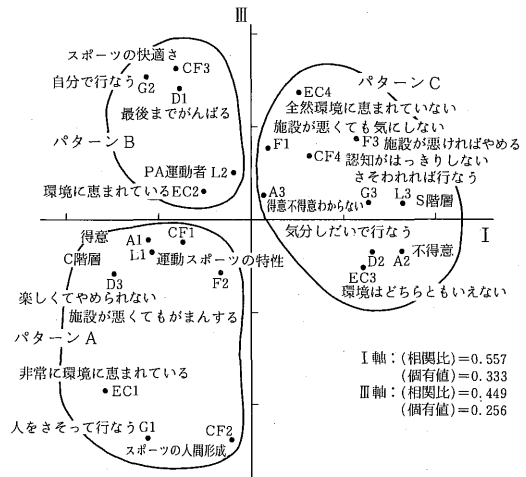 III
スポーツの快適さ
CF3
自分で行なう
G2
D1
最後までがんばる
パターンB
PA運動者 L2
環境に恵まれているEC2
パターンC
EC4
全然環境に恵まれていない
施設が悪くても気にしない
F1
F3 施設が悪ければやめる
CF4 認知がはっきりしない
さそわれれば行なう
A3
G3
L3
S階層
得意不得意わからない
I
得意
A1
CF1
C階層
L1
運動スポーツの特性
D3
F2
楽しくてやめられない
施設が悪くてもがまんする
パターンA
非常に環境に恵まれている
EC1
人をさそって行なう G1
CF2
スポーツの人間形成
気分しだいで行なう
D2
A2
不得意
EC3
環境はどちらともいえない
I 軸：(相関比)＝0.557
(個有値)＝0.333
III軸：(相関比)＝0.449
(個有値)＝0.256